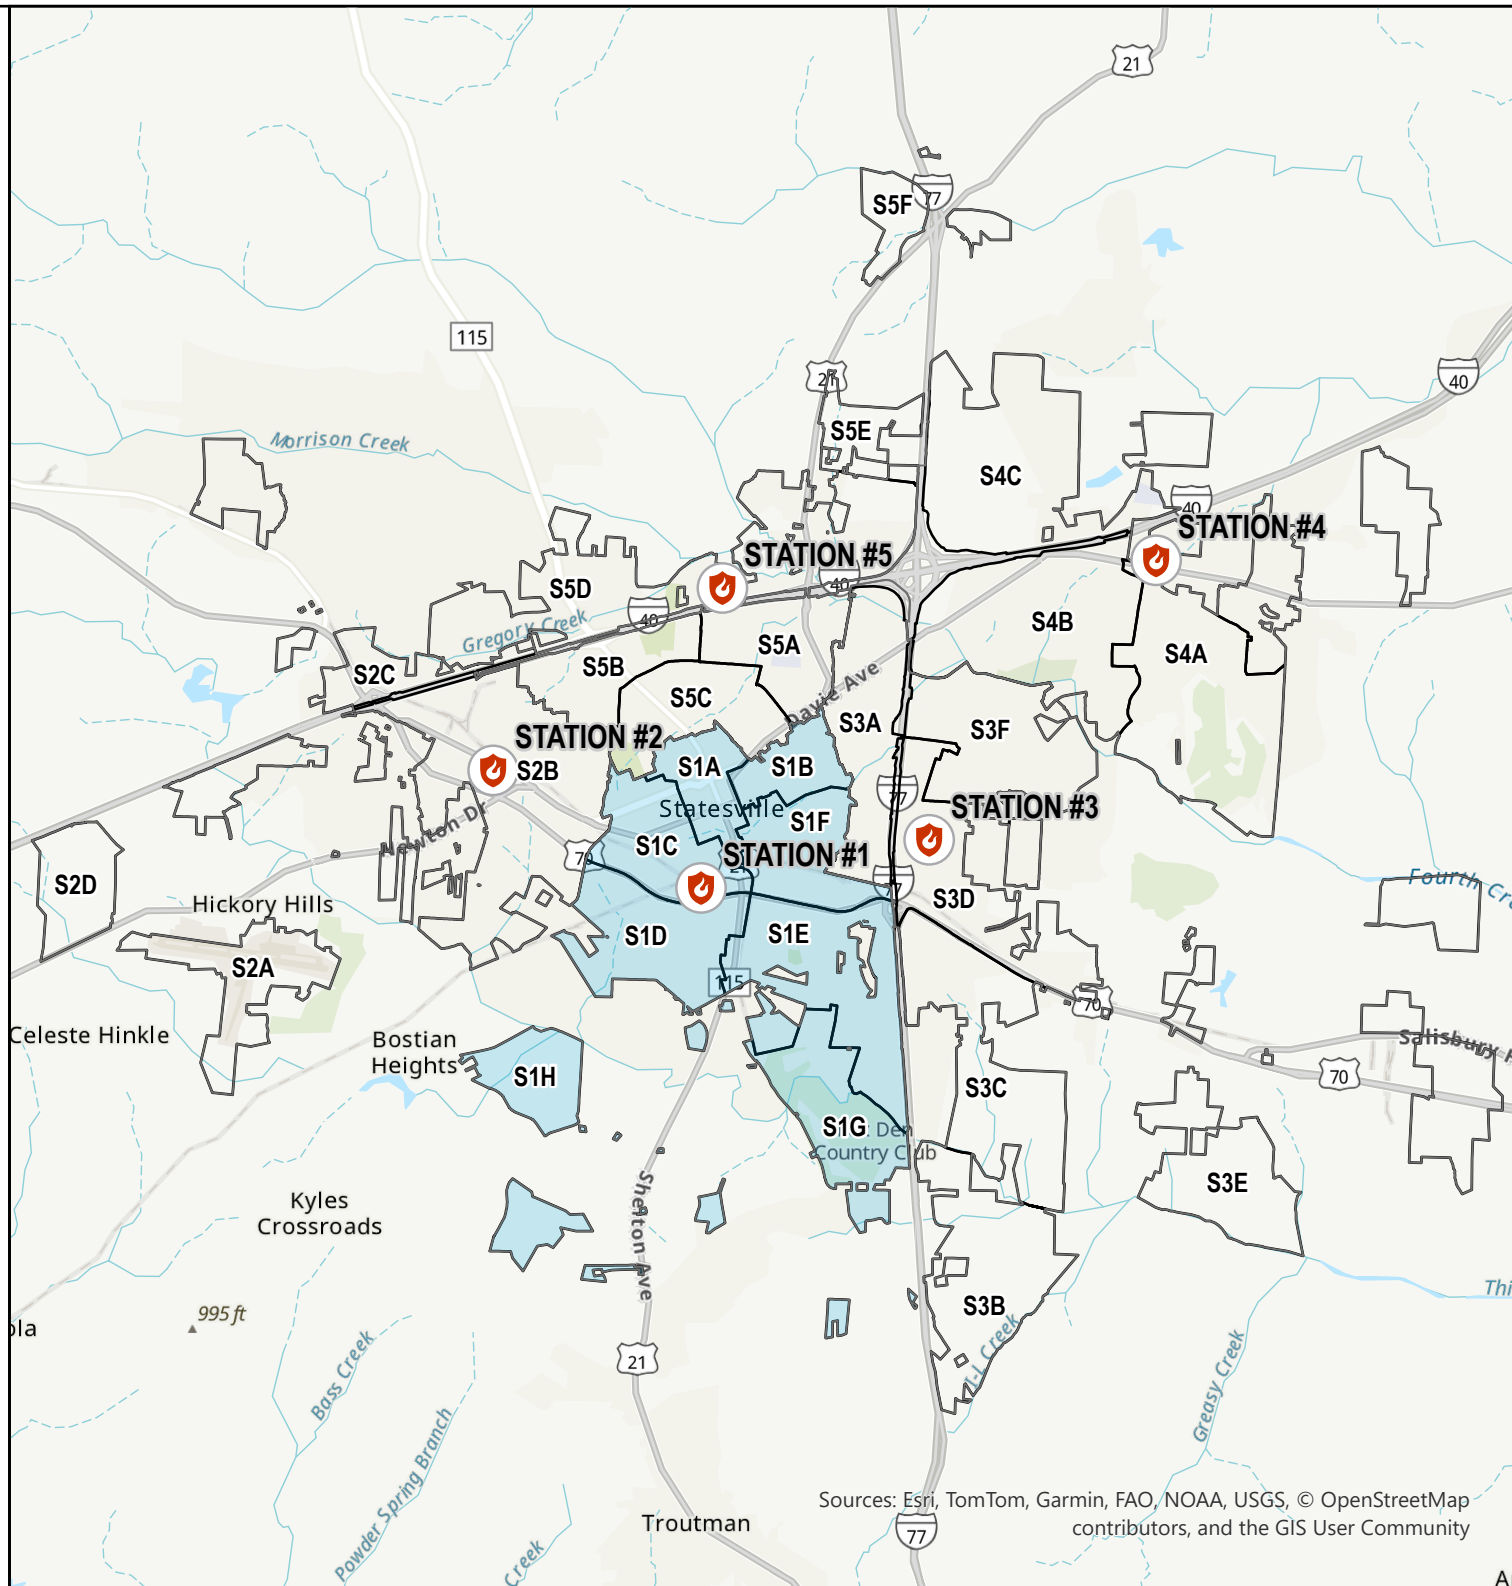 21
S5F
77
115
21
40
Morrison Creek
S5E
S4C
40
STATION #4
STATION #5
40
S5D
40
Gregory Creek
S4B
S5A
S4A
S5B
S2C
S5C
Davie Ave
S3A
S3F
STATION #2
S2B
S1A
S1B
77
Statesville
STATION #3
S1F
Newton Dr
S1C
STATION #1
70
21
77
S2D
Fourth
S3D
Hickory Hills
S1D
S1E
S2A
115
70
Celeste Hinkle
Bostian
Heights
Salisbury
S1H
S3C
70
S1G
Den
Country Club
S3E
Shelton Ave
Kyles
Crossroads
S3B
995 ft
I-L Creek
Bass Creek
21
Greasy Creek
Powder Spring Branch
Sources: Esri, TomTom, Garmin, FAO, NOAA, USGS, © OpenStreetMap
contributors, and the GIS User Community
Troutman
77
Creek